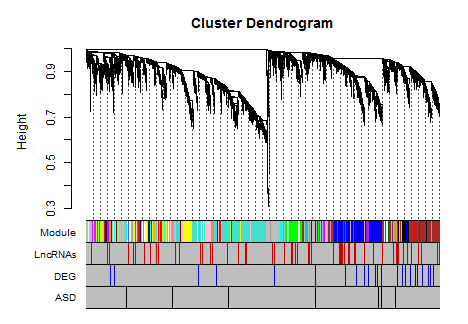 Cluster Dendrogram
Height
0.9
0.7
0.5
0.3
Module
LncRNAs
DEG
ASD